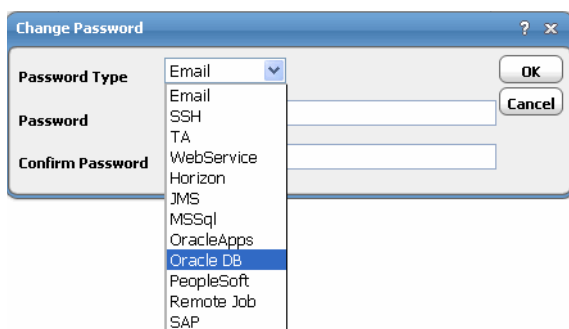 Change Password ? x
Password Type Email OK
Email
Cancel
SSH
Password
TA
WebService
Confirm Password
Horizon
JMS
MSSql
OracleApps
Oracle DB
PeopleSoft
Remote Job
SAP